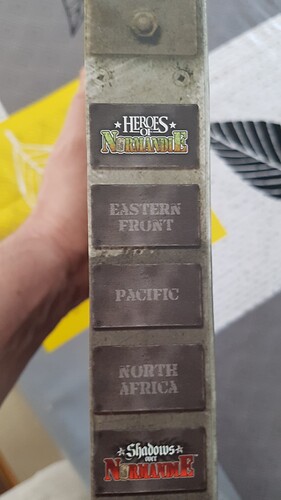 HEROES
OF
NORMANDIE
EASTERN
FRONT
PACIFIC
NORTH
AFRICA
Shadows
over
NORMANDIE